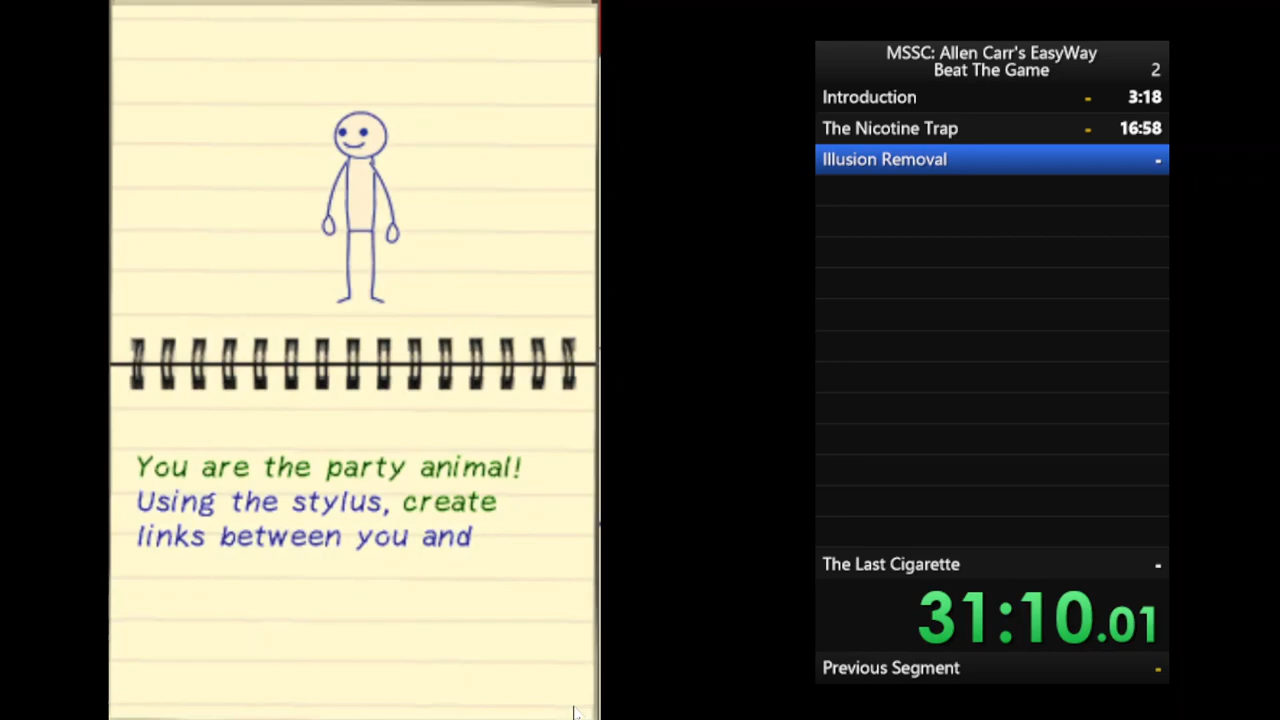 You are the party animal!
Using the stylus, create
links between you and
MSSC: Allen Carr's EasyWay
Beat The Game 2
Introduction - 3:18
The Nicotine Trap - 16:58
Illusion Removal -
The Last Cigarette -
31:10.01
Previous Segment -